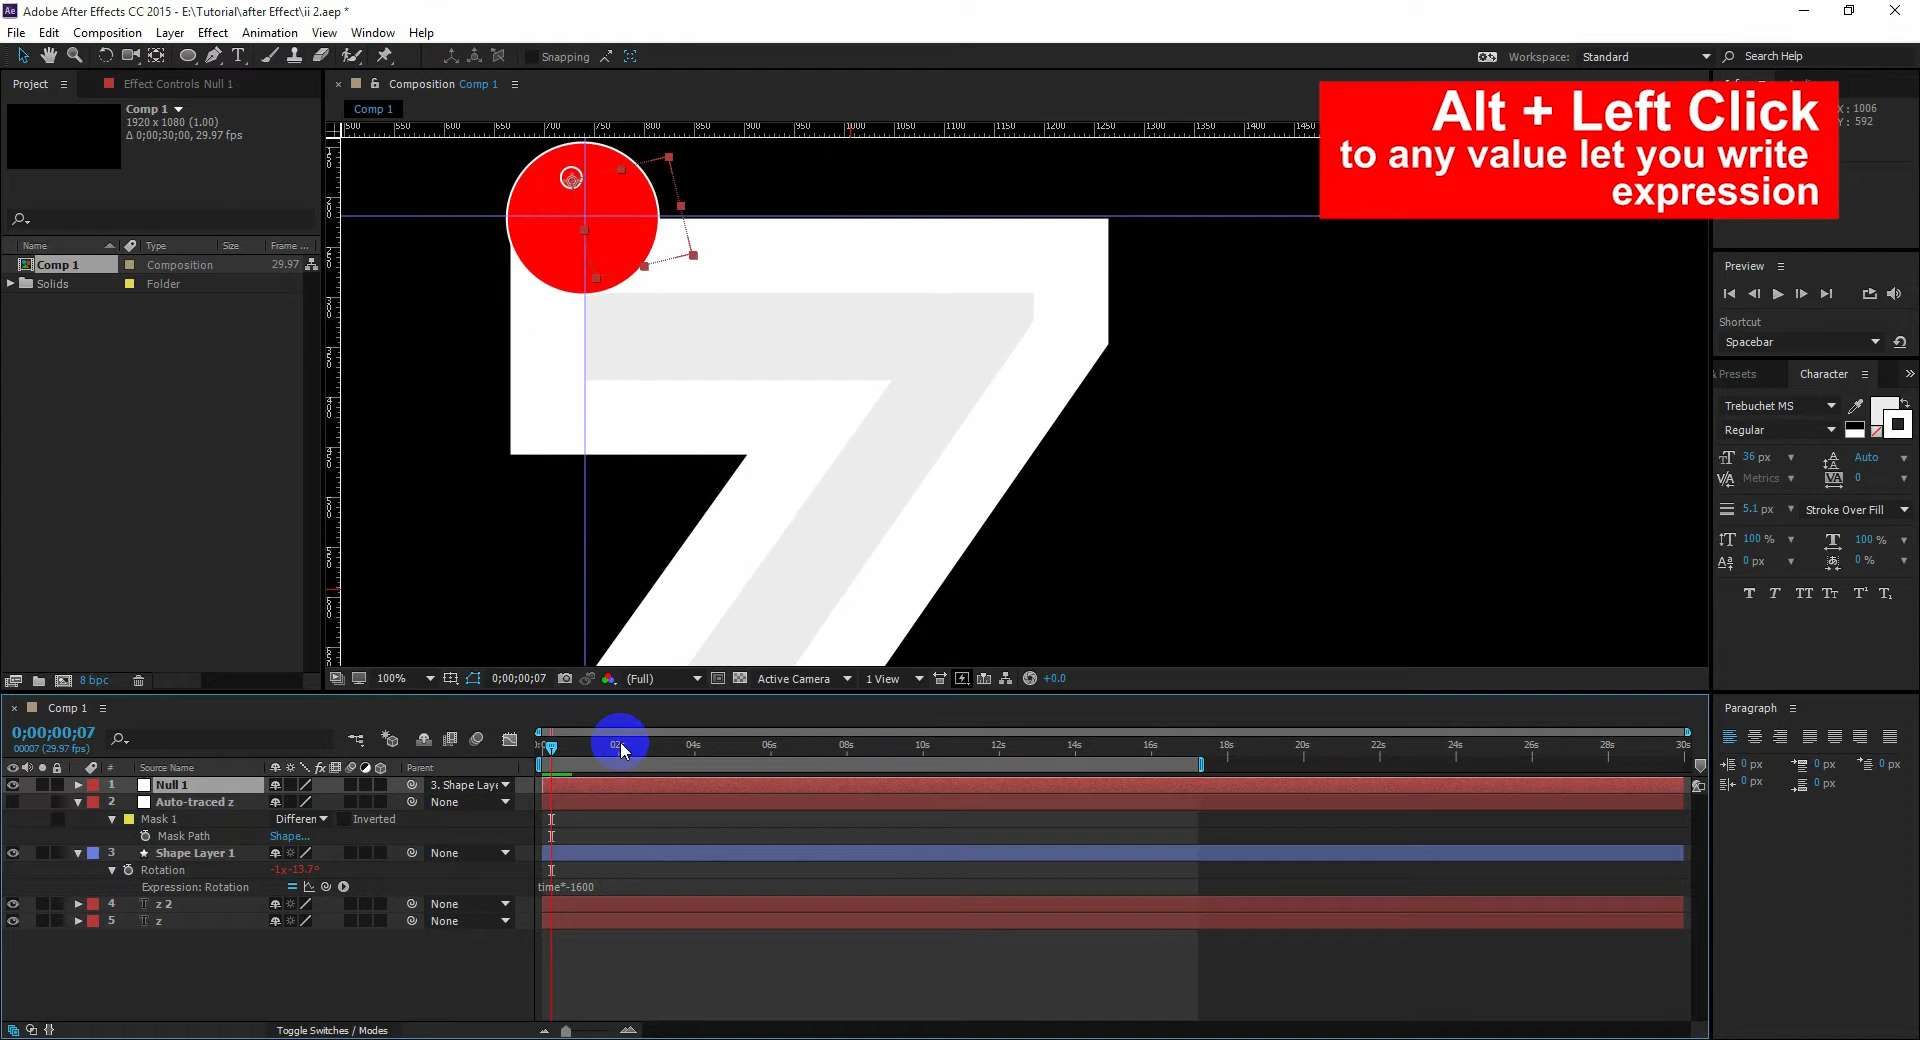 Adobe After Effects CC 2015 - E:\Tutorial\after Effect\ii 2.aep *
File Edit Composition Layer Effect Animation View Window Help
Snapping
Workspace: Standard Search Help
Project Effect Controls Null 1
Composition Comp 1
Comp 1
Comp 1
1920 x 1080 (1.00)
Δ 0;00;30;00, 29.97 fps
Alt + Left Click
to any value let you write
expression
X: 1006
Y: 592
Name Type Size Frame ...
Comp 1 Composition 29.97
Solids Folder
Preview
Shortcut
Spacebar
Presets Character
Trebuchet MS
Regular
36 px Auto
Metrics 0
5.1 px Stroke Over Fill
100 % 100 %
0 px 0 %
8 bpc
100% 0;00;00;07 (Full) Active Camera 1 View +0.0
Comp 1
0;00;00;07
00007 (29.97 fps)
04s 06s 08s 10s 12s 14s 16s 18s 20s 22s 24s 26s 28s 30s
# Source Name Parent
1 Null 1 3. Shape Laye
2 Auto-traced z None
Mask 1 Differen Inverted
Mask Path Shape...
3 Shape Layer 1 None
Rotation -1x-13.7°
Expression: Rotation time*-1600
4 T z 2 None
5 T z None
Toggle Switches / Modes
Paragraph
0 px 0 px 0 px
0 px 0 px